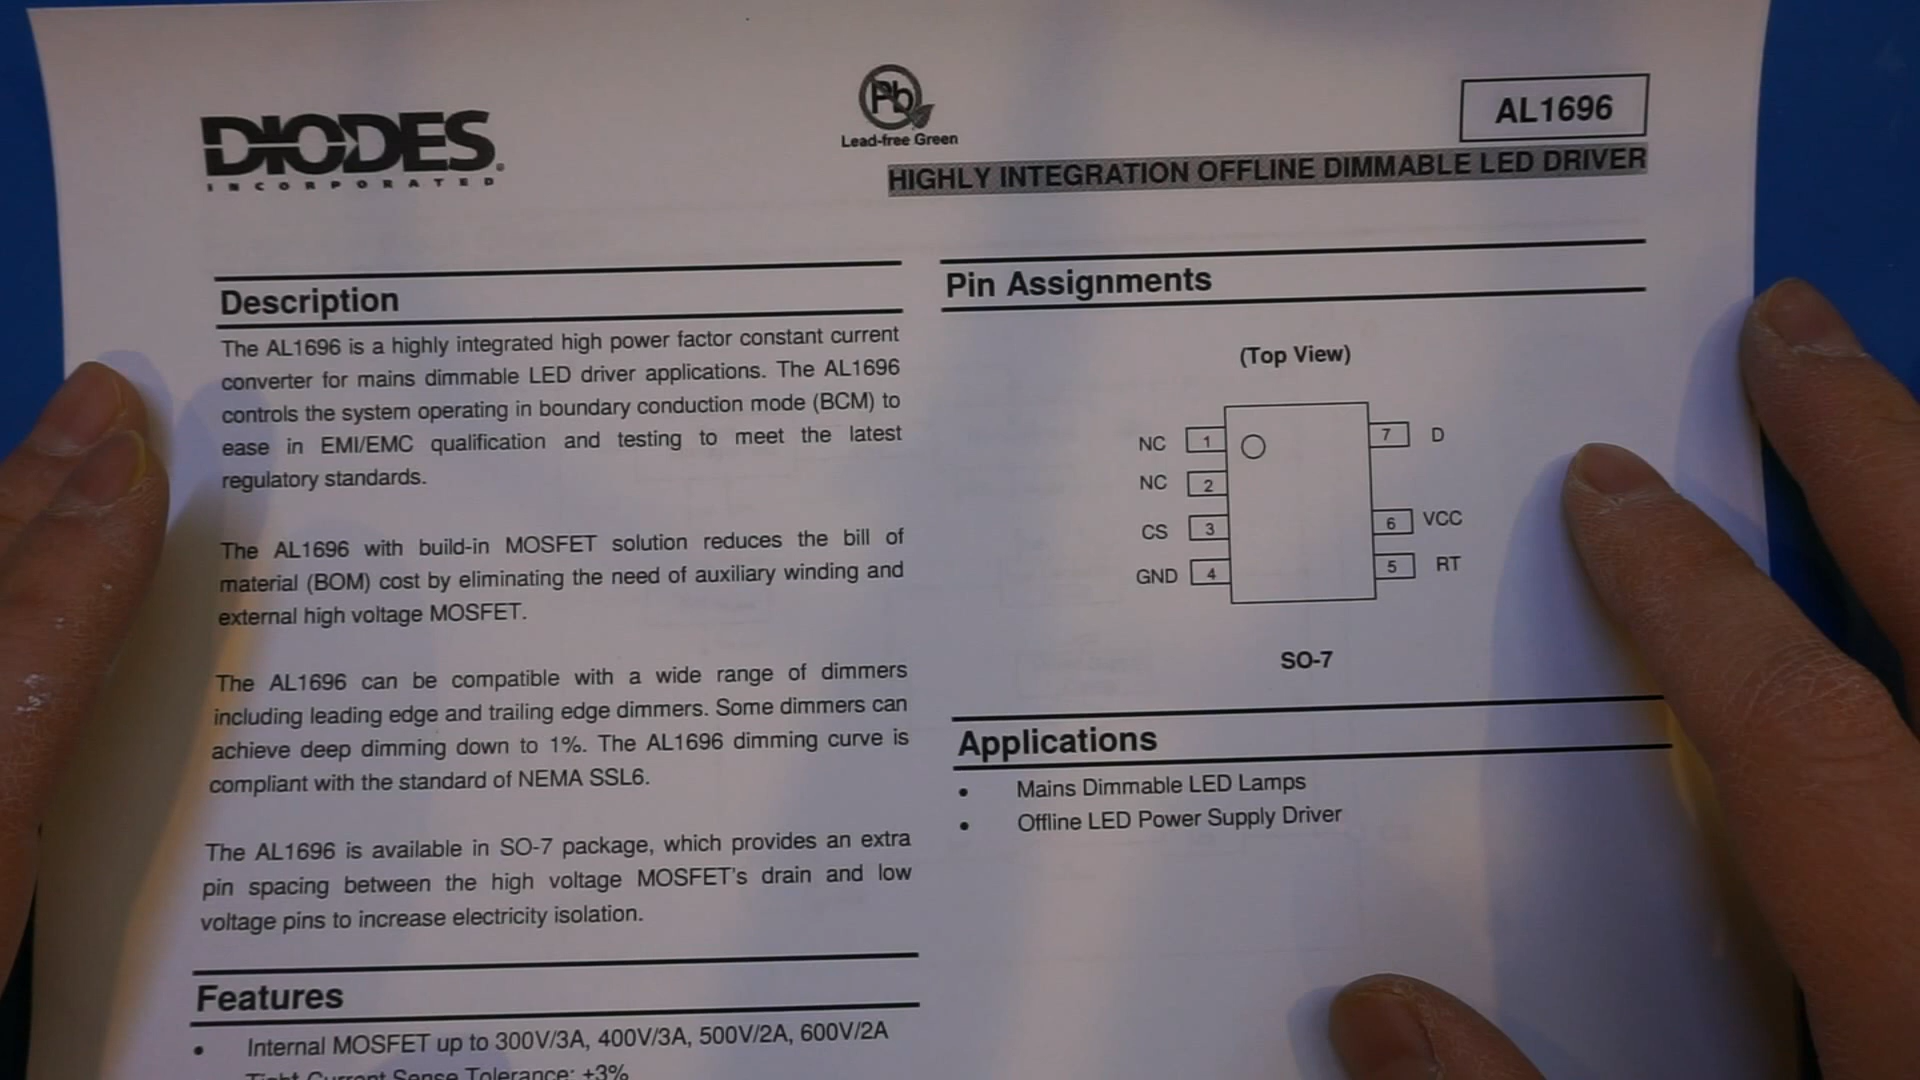 DIODES
INCORPORATED
Pb
Lead-free Green
AL1696
HIGHLY INTEGRATION OFFLINE DIMMABLE LED DRIVER
Description
The AL1696 is a highly integrated high power factor constant current
converter for mains dimmable LED driver applications. The AL1696
controls the system operating in boundary conduction mode (BCM) to
ease in EMI/EMC qualification and testing to meet the latest
regulatory standards.
The AL1696 with build-in MOSFET solution reduces the bill of
material (BOM) cost by eliminating the need of auxiliary winding and
external high voltage MOSFET.
The AL1696 can be compatible with a wide range of dimmers
including leading edge and trailing edge dimmers. Some dimmers can
achieve deep dimming down to 1%. The AL1696 dimming curve is
compliant with the standard of NEMA SSL6.
The AL1696 is available in SO-7 package, which provides an extra
pin spacing between the high voltage MOSFET's drain and low
voltage pins to increase electricity isolation.
Features
• Internal MOSFET up to 300V/3A, 400V/3A, 500V/2A, 600V/2A
Tight Current Sense Tolerance: ±3%
Pin Assignments
(Top View)
NC 1 7 D
NC 2
CS 3 6 VCC
GND 4 5 RT
SO-7
Applications
• Mains Dimmable LED Lamps
• Offline LED Power Supply Driver